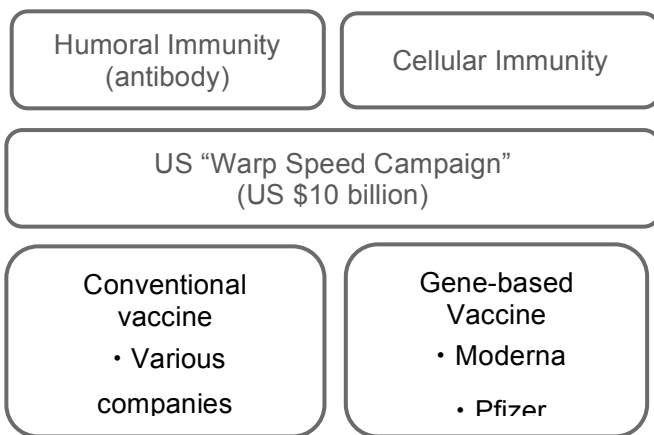 Humoral Immunity
(antibody)
Cellular Immunity
US “Warp Speed Campaign”
(US $10 billion)
Conventional
vaccine
・Various
companies
Gene-based
Vaccine
・Moderna
・Pfizer